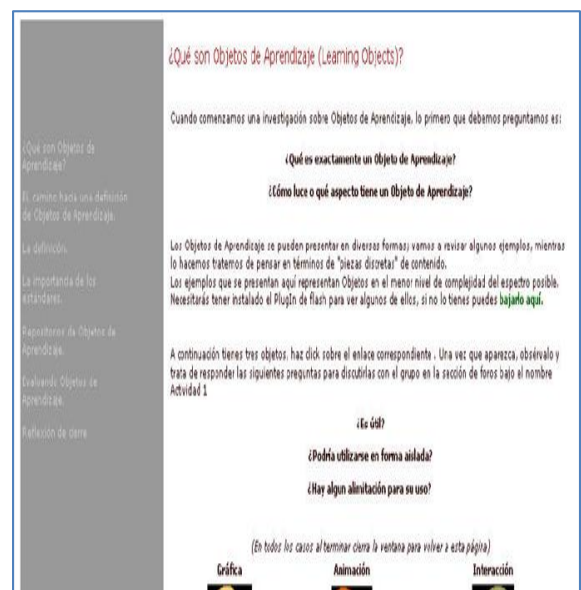 ¿Qué son Objetos de Aprendizaje (Learning Objects)?
Cuando comenzamos una investigación sobre Objetos de Aprendizaje, lo primero que debemos preguntarnos es:
¿Qué es exactamente un Objeto de Aprendizaje?
¿Cómo luce o qué aspecto tiene un Objeto de Aprendizaje?
¿Qué son Objetos de
Aprendizaje?
El camino hacia una definición
de Objetos de Aprendizaje.
La definición.
La importancia de los
estándares.
Repositorios de Objetos de
Aprendizaje.
Evaluando Objetos de
Aprendizaje.
Reflexión de cierre
Los Objetos de Aprendizaje se pueden presentar en diversas formas; vamos a revisar algunos ejemplos, mientras
lo hacemos tratemos de pensar en términos de "piezas discretas" de contenido.
Los ejemplos que se presentan aquí representan Objetos en el menor nivel de complejidad del espectro posible.
Necesitarás tener instalado el PlugIn de flash para ver algunos de ellos, si no lo tienes puedes bajarlo aquí.
A continuación tienes tres objetos, haz click sobre el enlace correspondiente . Una vez que aparezca, obsérvalo y
trata de responder las siguientes preguntas para discutirlas con el grupo en la sección de foros bajo el nombre
Actvidad 1
¿Es útil?
¿Podría utilizarse en forma aislada?
¿Hay algun alimitación para su uso?
(En todos los casos al terminar cierra la ventana para volver a esta página)
Gráfica Animación Interacción